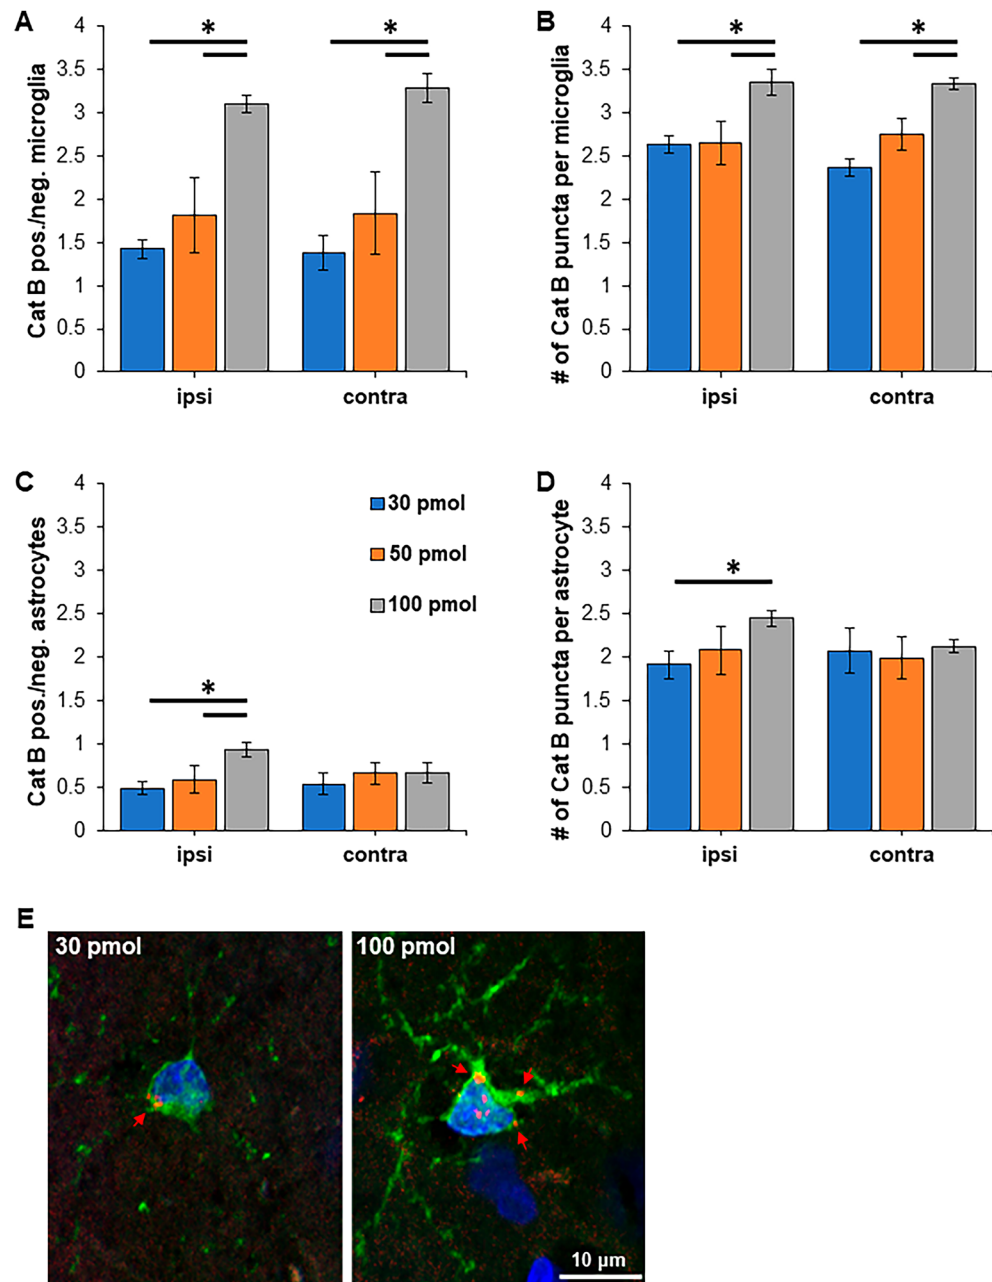 A
Cat B pos./neg. microglia
4
3.5
3
2.5
2
1.5
1
0.5
0
*
*
ipsi
contra
B
# of Cat B puncta per microglia
4
3.5
3
2.5
2
1.5
1
0.5
0
*
*
ipsi
contra
C
Cat B pos./neg. astrocytes
4
3.5
3
2.5
2
1.5
1
0.5
0
*
30 pmol
50 pmol
100 pmol
ipsi
contra
D
# of Cat B puncta per astrocyte
4
3.5
3
2.5
2
1.5
1
0.5
0
*
ipsi
contra
E
30 pmol
100 pmol
10 µm